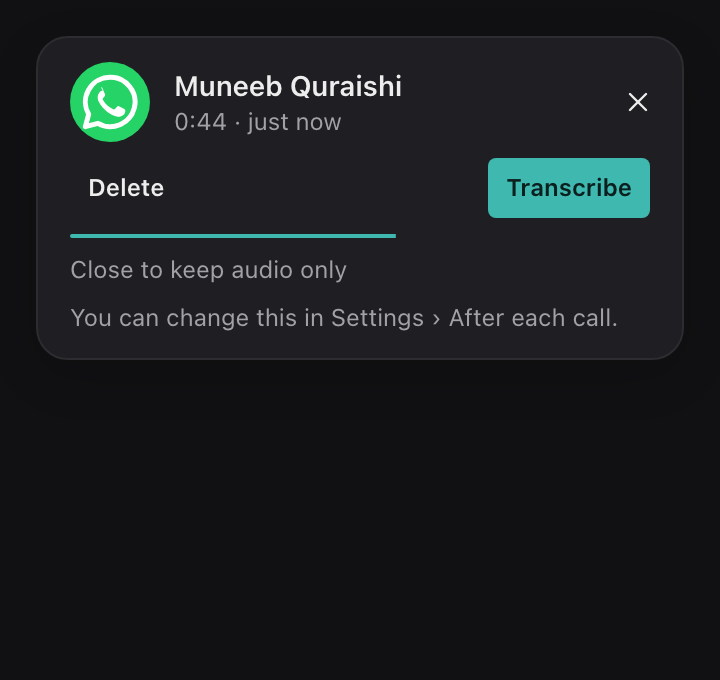 Muneeb Quraishi
0:44 · just now
Delete
Transcribe
Close to keep audio only
You can change this in Settings › After each call.